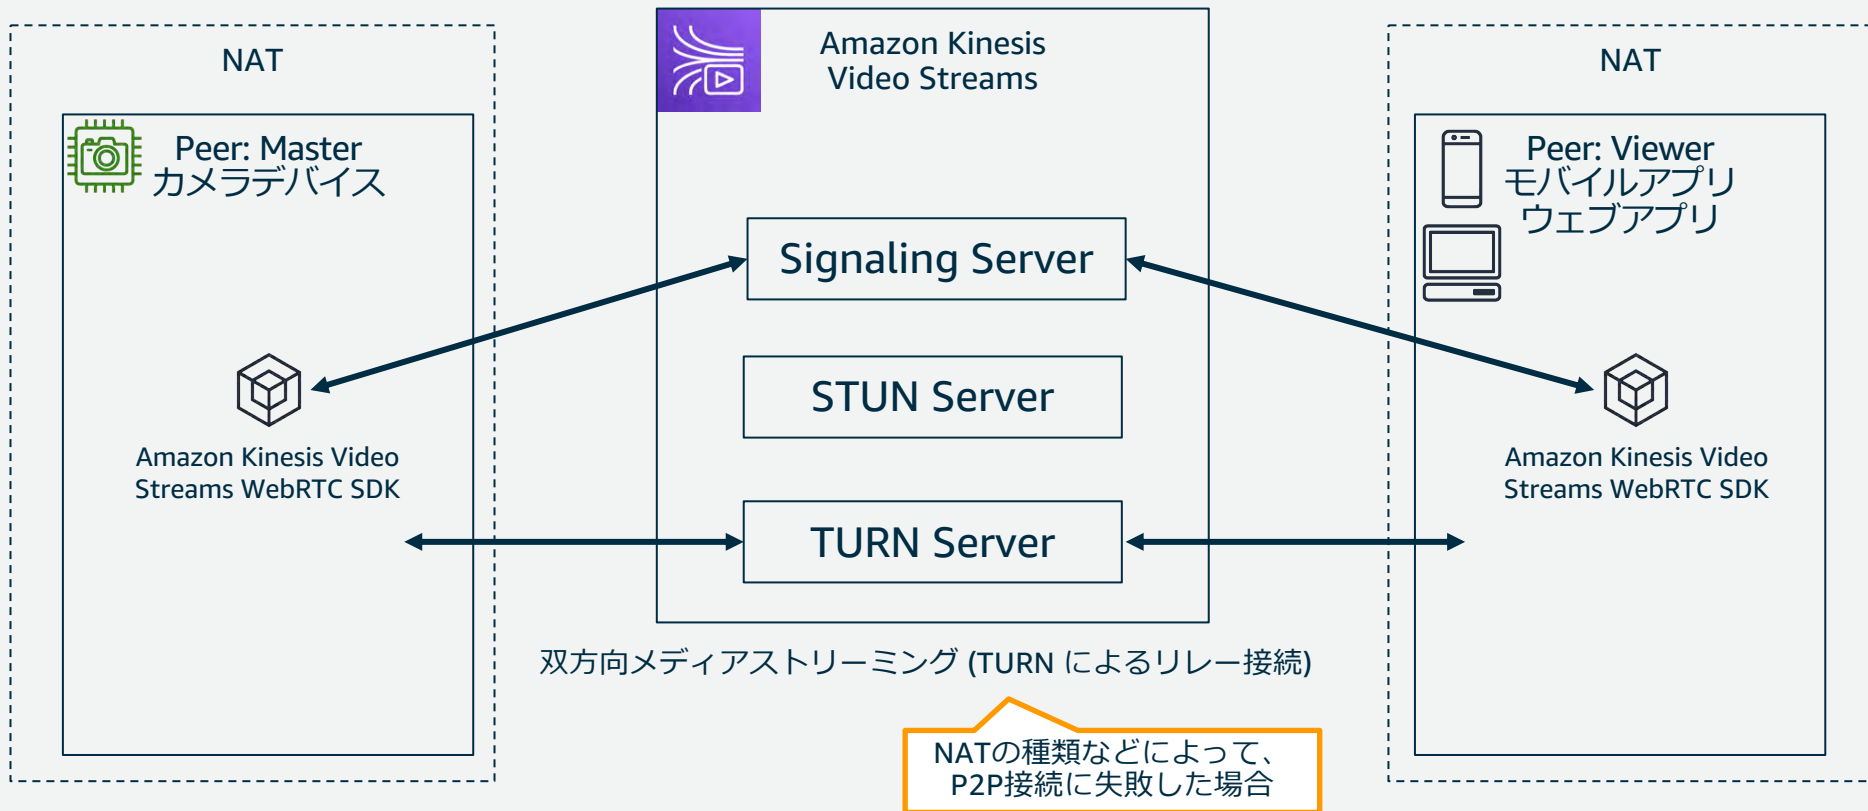 NAT
Peer: Master
カメラデバイス
Amazon Kinesis Video
Streams WebRTC SDK
Amazon Kinesis
Video Streams
Signaling Server
STUN Server
TURN Server
NAT
Peer: Viewer
モバイルアプリ
ウェブアプリ
Amazon Kinesis Video
Streams WebRTC SDK
双方向メディアストリーミング (TURN によるリレー接続)
NATの種類などによって、
P2P接続に失敗した場合